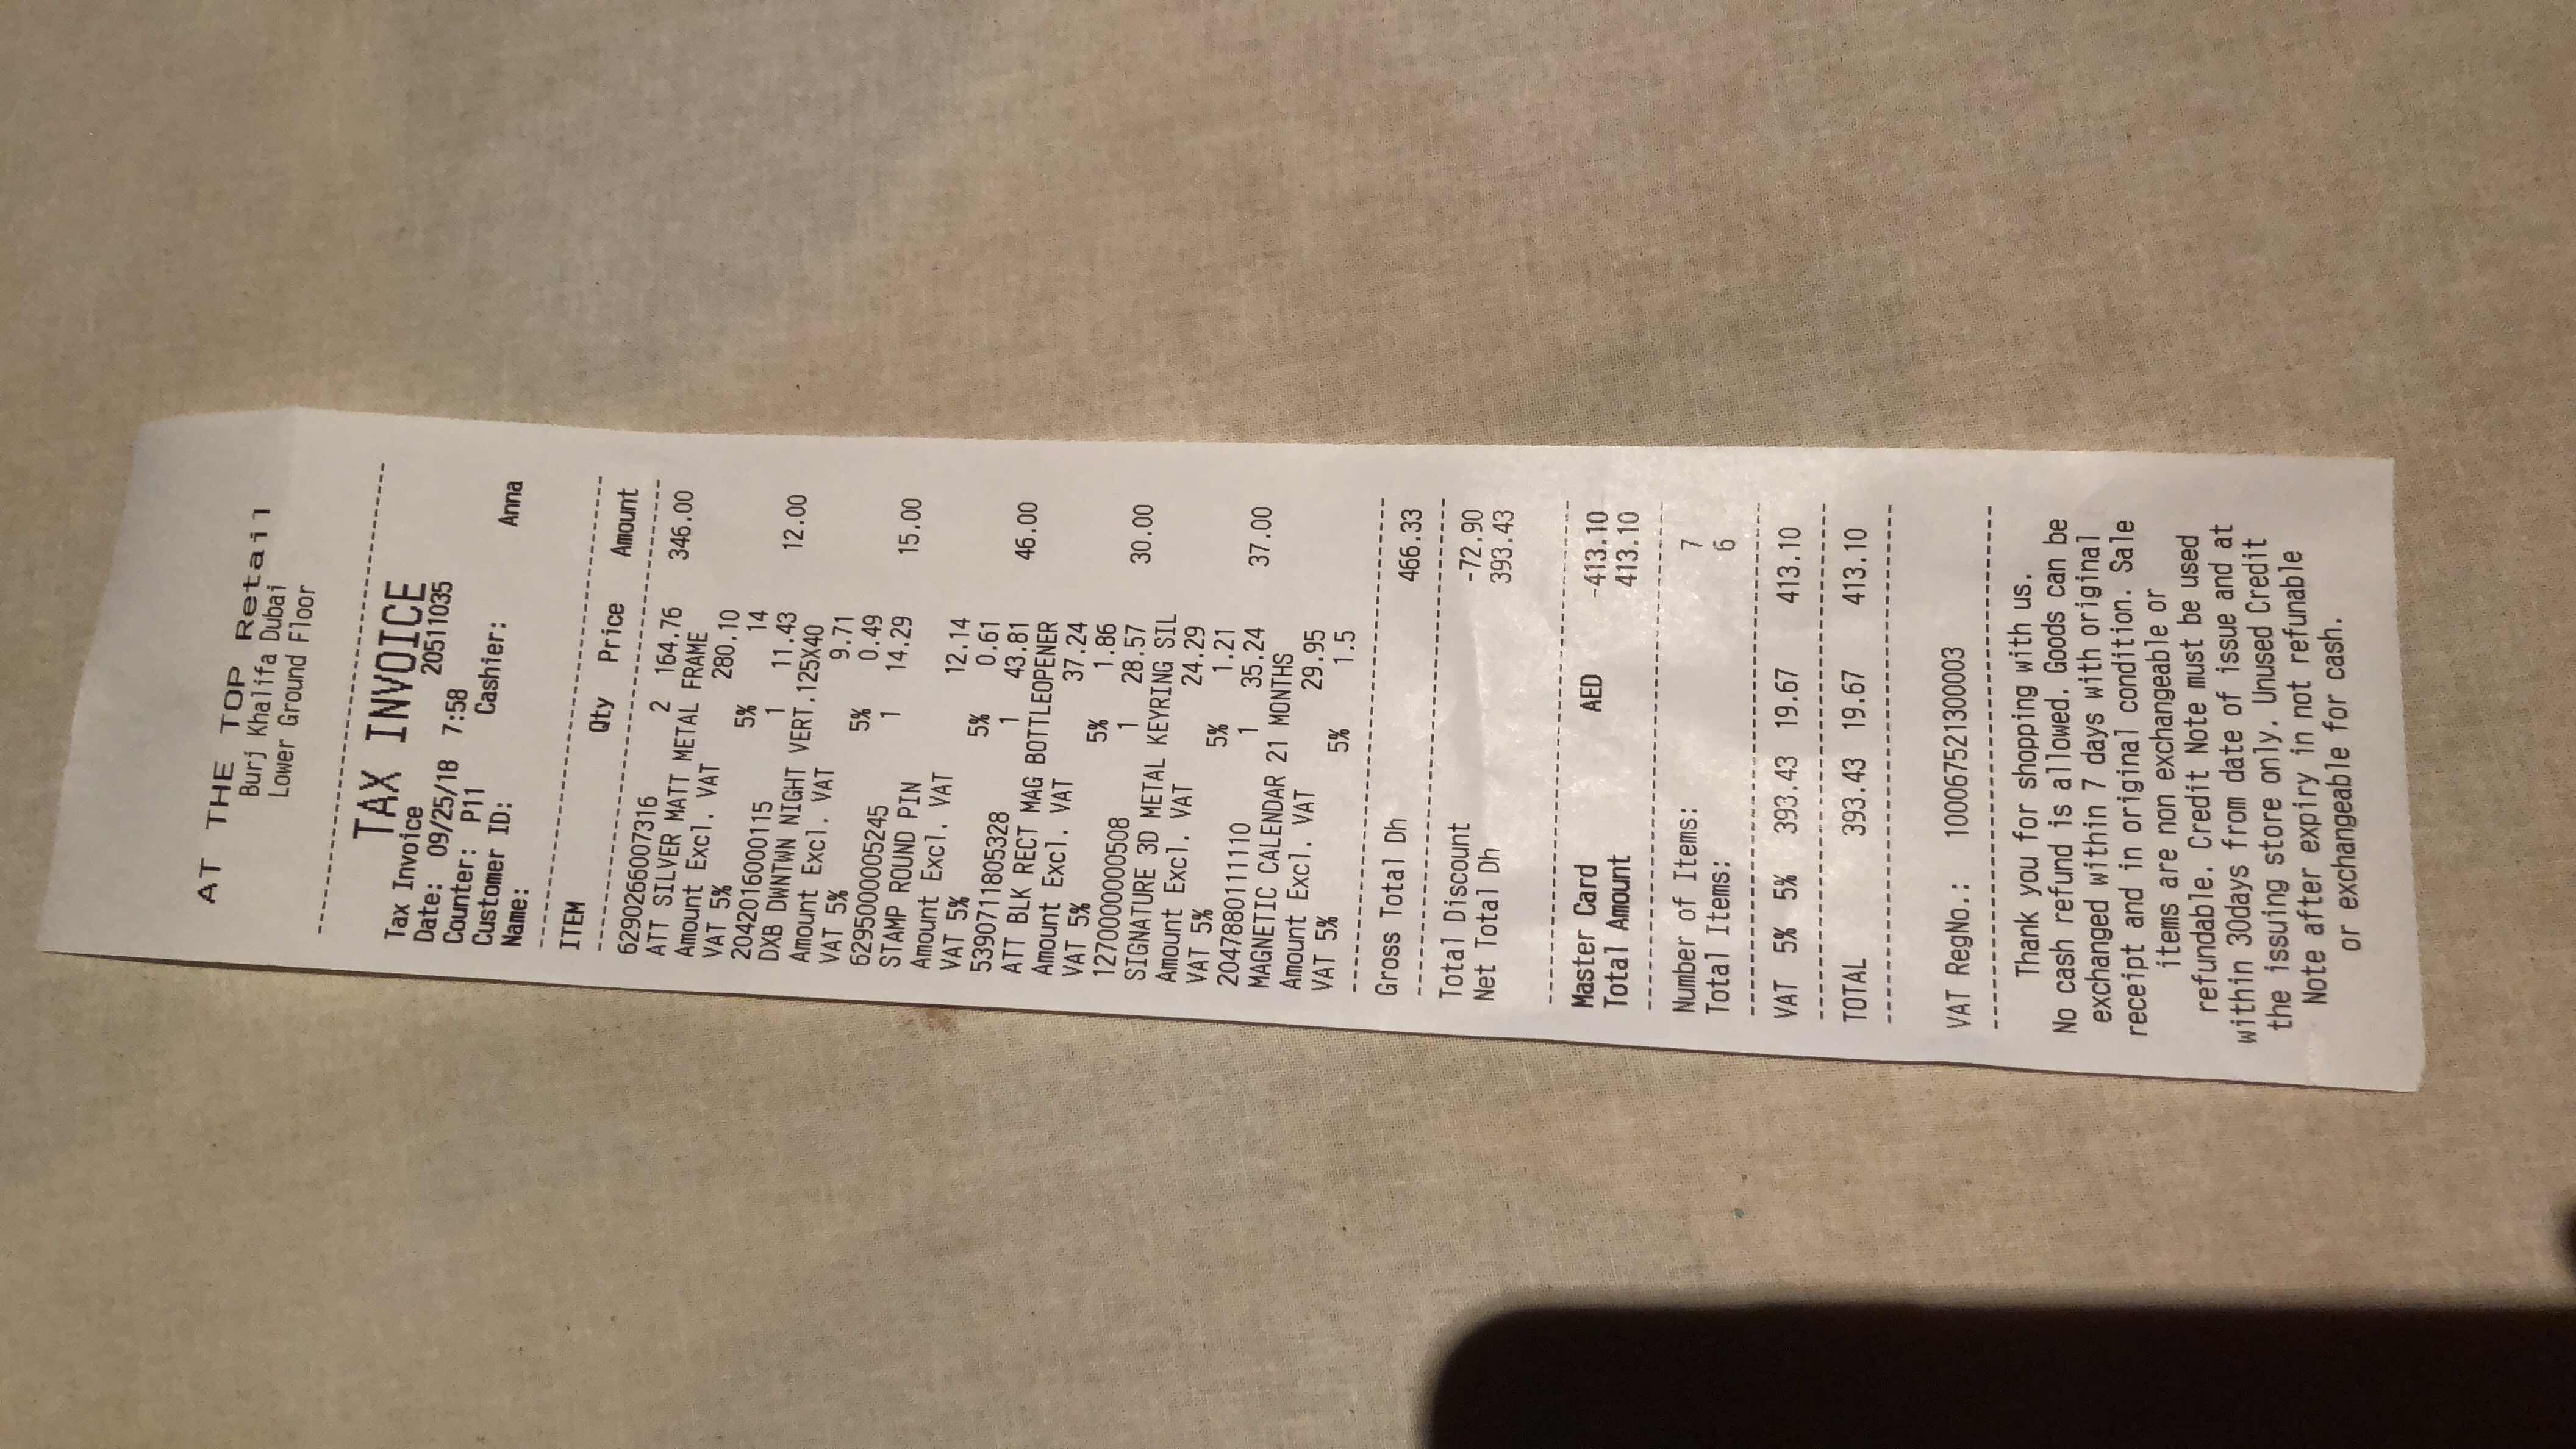 AT THE TOP Retail
Burj Khalifa Dubai
Lower Ground Floor
TAX INVOICE
Tax Invoice 20511035
Date: 09/25/18 7:58
Counter: P11 Cashier: Anna
Customer ID:
Name:
ITEM Qty Price Amount
6290266007316 2 164.76 346.00
ATT SILVER MATT METAL FRAME
Amount Excl. VAT 280.10
VAT 5% 5% 14
2042016000115 1 11.43 12.00
DXB DWNTWN NIGHT VERT.125X40
Amount Excl. VAT 9.71
VAT 5% 5% 0.49
6295000005245 1 14.29 15.00
STAMP ROUND PIN
Amount Excl. VAT 12.14
VAT 5% 5% 0.61
5390711805328 1 43.81 46.00
ATT BLK RECT MAG BOTTLEOPENER
Amount Excl. VAT 37.24
VAT 5% 5% 1.86
1270000000508 1 28.57 30.00
SIGNATURE 3D METAL KEYRING SIL
Amount Excl. VAT 24.29
VAT 5% 5% 1.21
2047880111110 1 35.24 37.00
MAGNETIC CALENDAR 21 MONTHS
Amount Excl. VAT 29.95
VAT 5% 5% 1.5
Gross Total Dh 466.33
Total Discount -72.90
Net Total Dh 393.43
Master Card AED -413.10
Total Amount 413.10
Number of Items: 7
Total Items: 6
VAT 5% 5% 393.43 19.67 413.10
TOTAL 393.43 19.67 413.10
VAT RegNo.: 100067521300003
Thank you for shopping with us.
No cash refund is allowed. Goods can be
exchanged within 7 days with original
receipt and in original condition. Sale
items are non exchangeable or
refundable. Credit Note must be used
within 30days from date of issue and at
the issuing store only. Unused Credit
Note after expiry in not refunable
or exchangeable for cash.